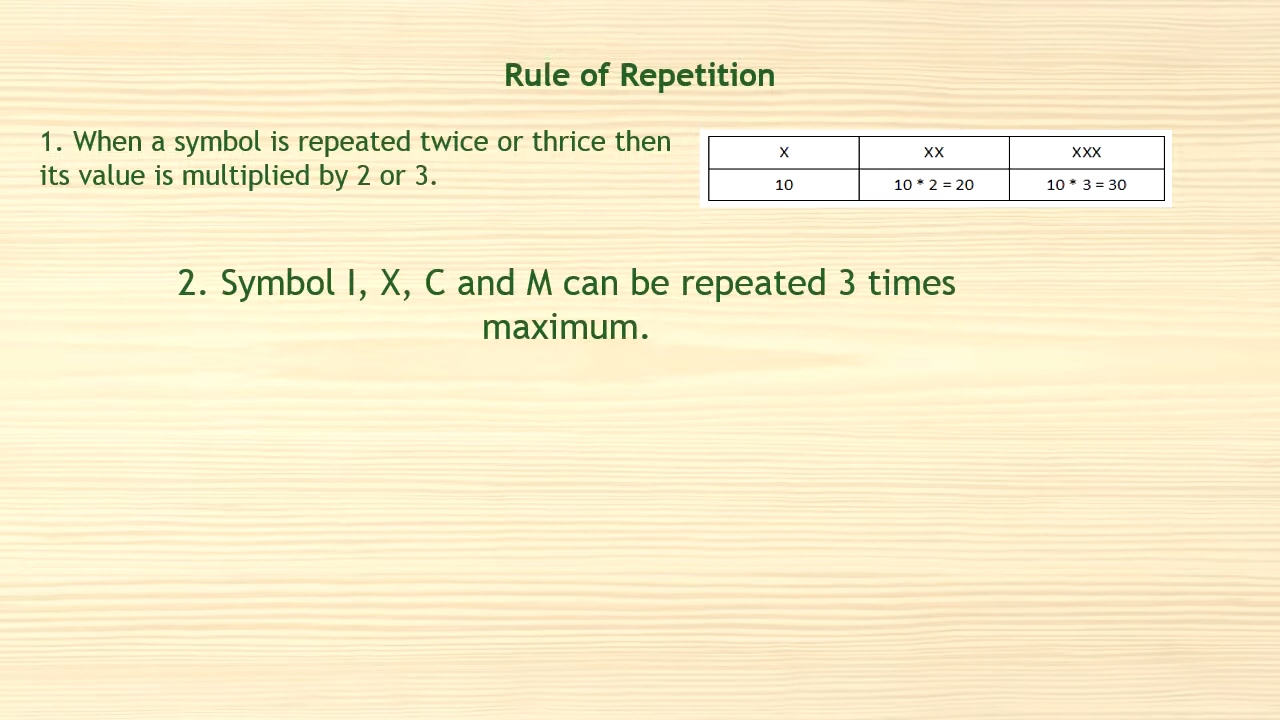 Rule of Repetition
1. When a symbol is repeated twice or thrice then
its value is multiplied by 2 or 3.
X XX XXX
10 10 * 2 = 20 10 * 3 = 30
2. Symbol I, X, C and M can be repeated 3 times
maximum.